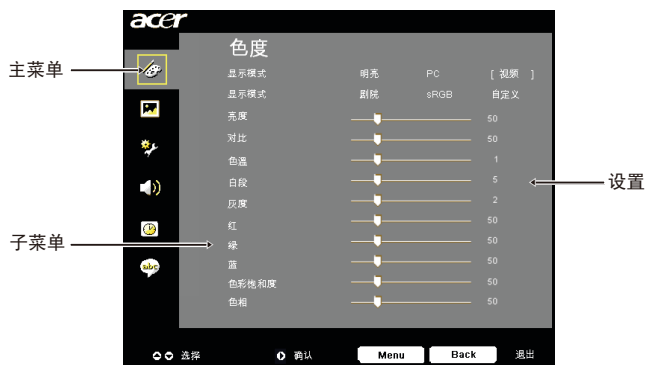 acer
色度
主菜单
显示模式 明亮 PC [ 视频 ]
显示模式 剧院 sRGB 自定义
亮度 50
对比 50
色温 1
白段 5
设置
灰度 2
红 50
子菜单
绿 50
蓝 50
色彩饱和度 50
色相 50
abc
选择 确认 Menu Back 退出